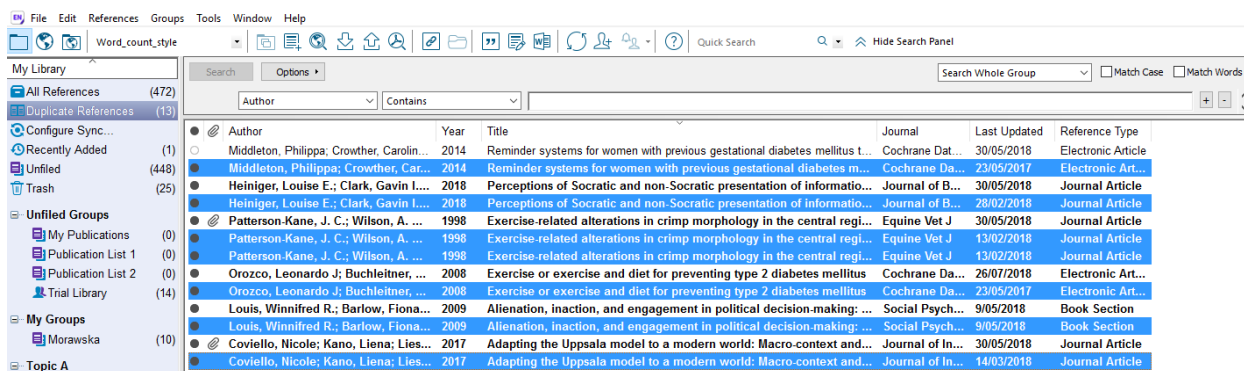 EN File Edit References Groups Tools Window Help
Word_count_style Quick Search Hide Search Panel
My Library
All References (472)
Duplicate References (13)
Configure Sync...
Recently Added (1)
Unfiled (448)
Trash (25)
Unfiled Groups
My Publications (0)
Publication List 1 (0)
Publication List 2 (0)
Trial Library (14)
My Groups
Morawska (10)
Topic A
Search Options Search Whole Group Match Case Match Words
Author Contains + -
Author Year Title Journal Last Updated Reference Type
Middleton, Philippa; Crowther, Carolin... 2014 Reminder systems for women with previous gestational diabetes mellitus t... Cochrane Dat... 30/05/2018 Electronic Article
Middleton, Philippa; Crowther, Car... 2014 Reminder systems for women with previous gestational diabetes m... Cochrane Da... 23/05/2017 Electronic Art...
Heiniger, Louise E.; Clark, Gavin I.... 2018 Perceptions of Socratic and non-Socratic presentation of informatio... Journal of B... 30/05/2018 Journal Article
Heiniger, Louise E.; Clark, Gavin I.... 2018 Perceptions of Socratic and non-Socratic presentation of informatio... Journal of B... 28/02/2018 Journal Article
Patterson-Kane, J. C.; Wilson, A. ... 1998 Exercise-related alterations in crimp morphology in the central regi... Equine Vet J 30/05/2018 Journal Article
Patterson-Kane, J. C.; Wilson, A. ... 1998 Exercise-related alterations in crimp morphology in the central regi... Equine Vet J 13/02/2018 Journal Article
Patterson-Kane, J. C.; Wilson, A. ... 1998 Exercise-related alterations in crimp morphology in the central regi... Equine Vet J 13/02/2018 Journal Article
Orozco, Leonardo J; Buchleitner, ... 2008 Exercise or exercise and diet for preventing type 2 diabetes mellitus Cochrane Da... 26/07/2018 Electronic Art...
Orozco, Leonardo J; Buchleitner, ... 2008 Exercise or exercise and diet for preventing type 2 diabetes mellitus Cochrane Da... 23/05/2017 Electronic Art...
Louis, Winnifred R.; Barlow, Fiona... 2009 Alienation, inaction, and engagement in political decision-making: ... Social Psych... 9/05/2018 Book Section
Louis, Winnifred R.; Barlow, Fiona... 2009 Alienation, inaction, and engagement in political decision-making: ... Social Psych... 9/05/2018 Book Section
Coviello, Nicole; Kano, Liena; Lies... 2017 Adapting the Uppsala model to a modern world: Macro-context and... Journal of In... 30/05/2018 Journal Article
Coviello, Nicole; Kano, Liena; Lies... 2017 Adapting the Uppsala model to a modern world: Macro-context and... Journal of In... 14/03/2018 Journal Article